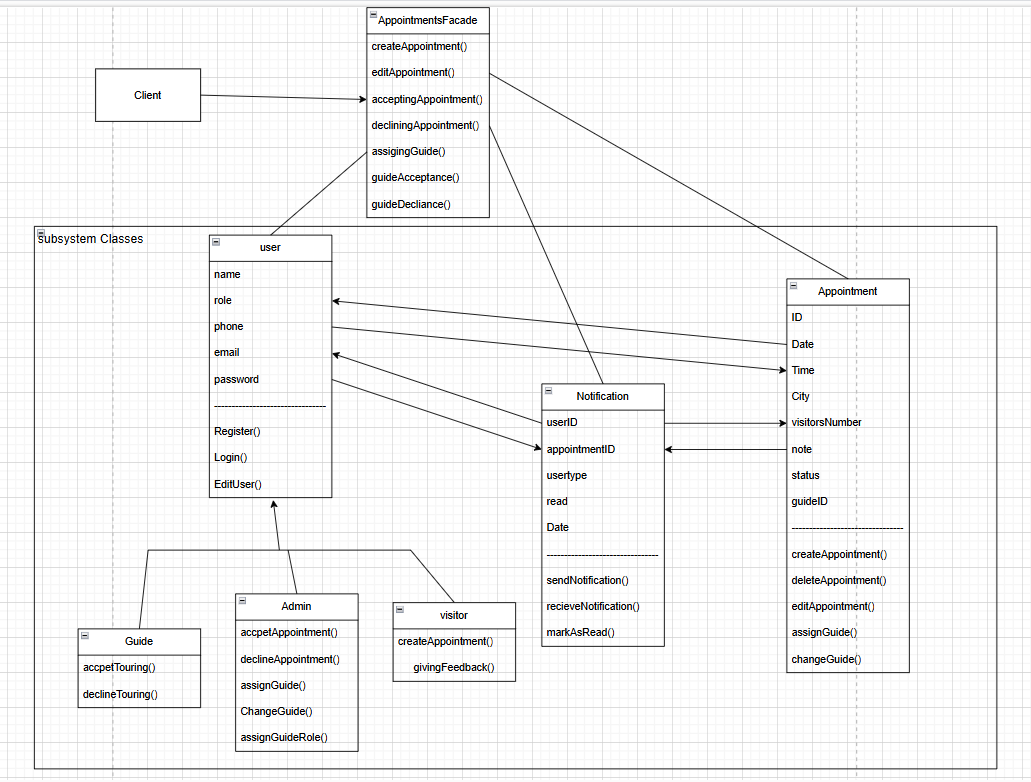 AppointmentsFacade
createAppointment()
editAppointment()
acceptingAppointment()
decliningAppointment()
assigingGuide()
guideAcceptance()
guideDecliance()
Client
subsystem Classes
user
name
role
phone
email
password
--------------------------------
Register()
Login()
EditUser()
Appointment
ID
Date
Time
City
visitorsNumber
note
status
guideID
--------------------------------
createAppointment()
deleteAppointment()
editAppointment()
assignGuide()
changeGuide()
Notification
userID
appointmentID
usertype
read
Date
--------------------------------
sendNotification()
recieveNotification()
markAsRead()
Guide
accpetTouring()
declineTouring()
Admin
accpetAppointment()
declineAppointment()
assignGuide()
ChangeGuide()
assignGuideRole()
visitor
createAppointment()
givingFeedback()